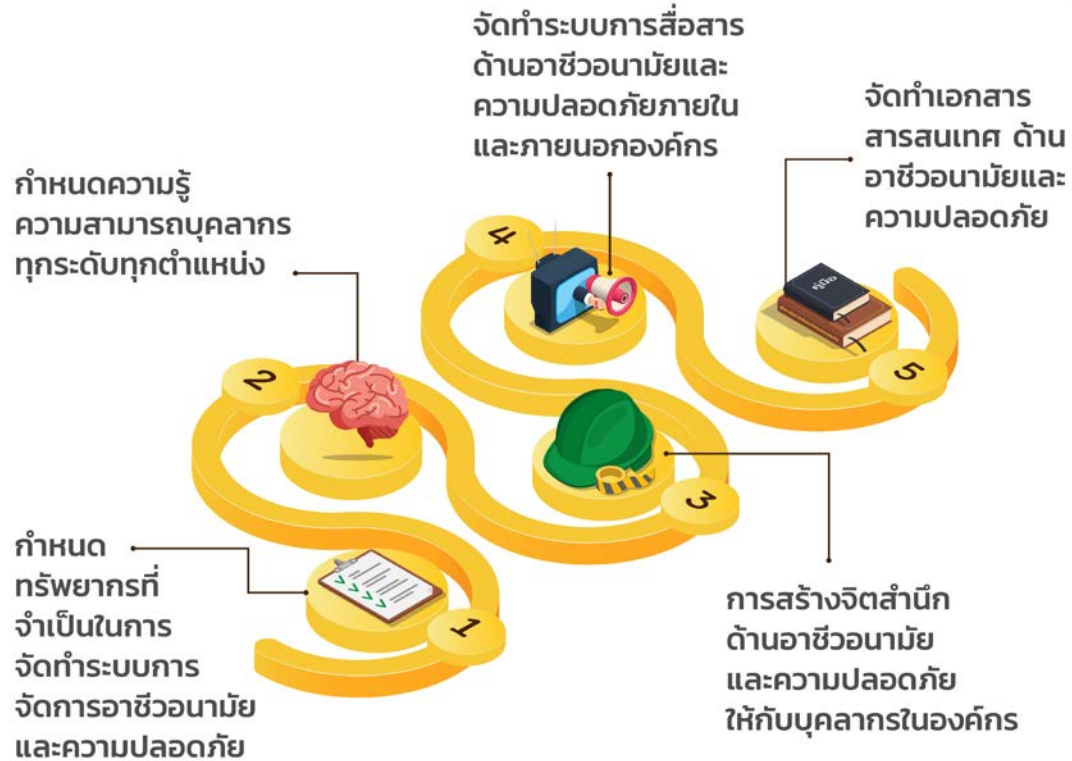 กำหนด
ทรัพยากรที่
จำเป็นในการ
จัดทำระบบการ
จัดการอาชีวอนามัย
และความปลอดภัย
1
กำหนดความรู้
ความสามารถบุคลากร
ทุกระดับทุกตำแหน่ง
2
การสร้างจิตสำนึก
ด้านอาชีวอนามัย
และความปลอดภัย
ให้กับบุคลากรในองค์กร
3
จัดทำระบบการสื่อสาร
ด้านอาชีวอนามัยและ
ความปลอดภัยภายใน
และภายนอกองค์กร
4
จัดทำเอกสาร
สารสนเทศ ด้าน
อาชีวอนามัยและ
ความปลอดภัย
คู่มือ
5